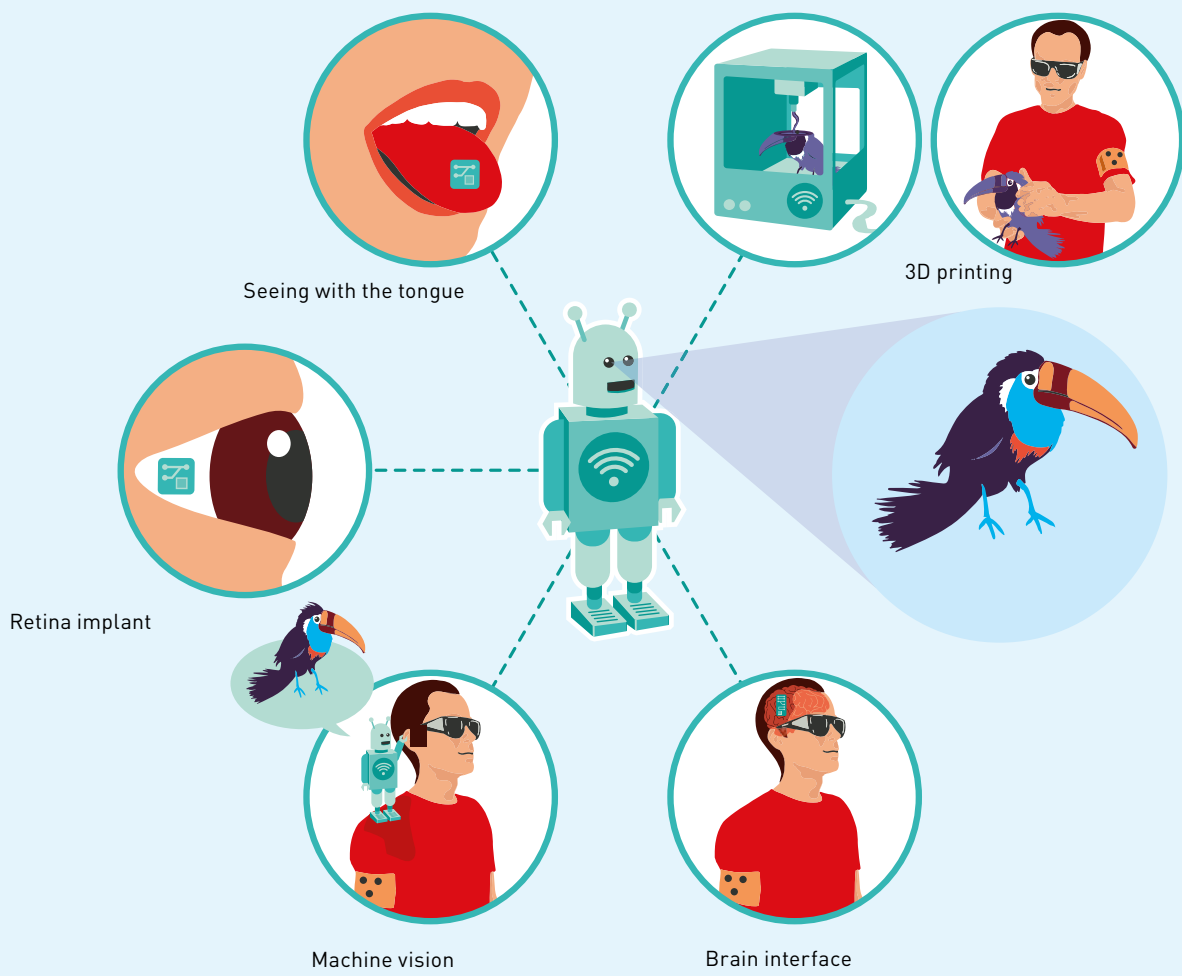 Seeing with the tongue
3D printing
Retina implant
Machine vision
Brain interface